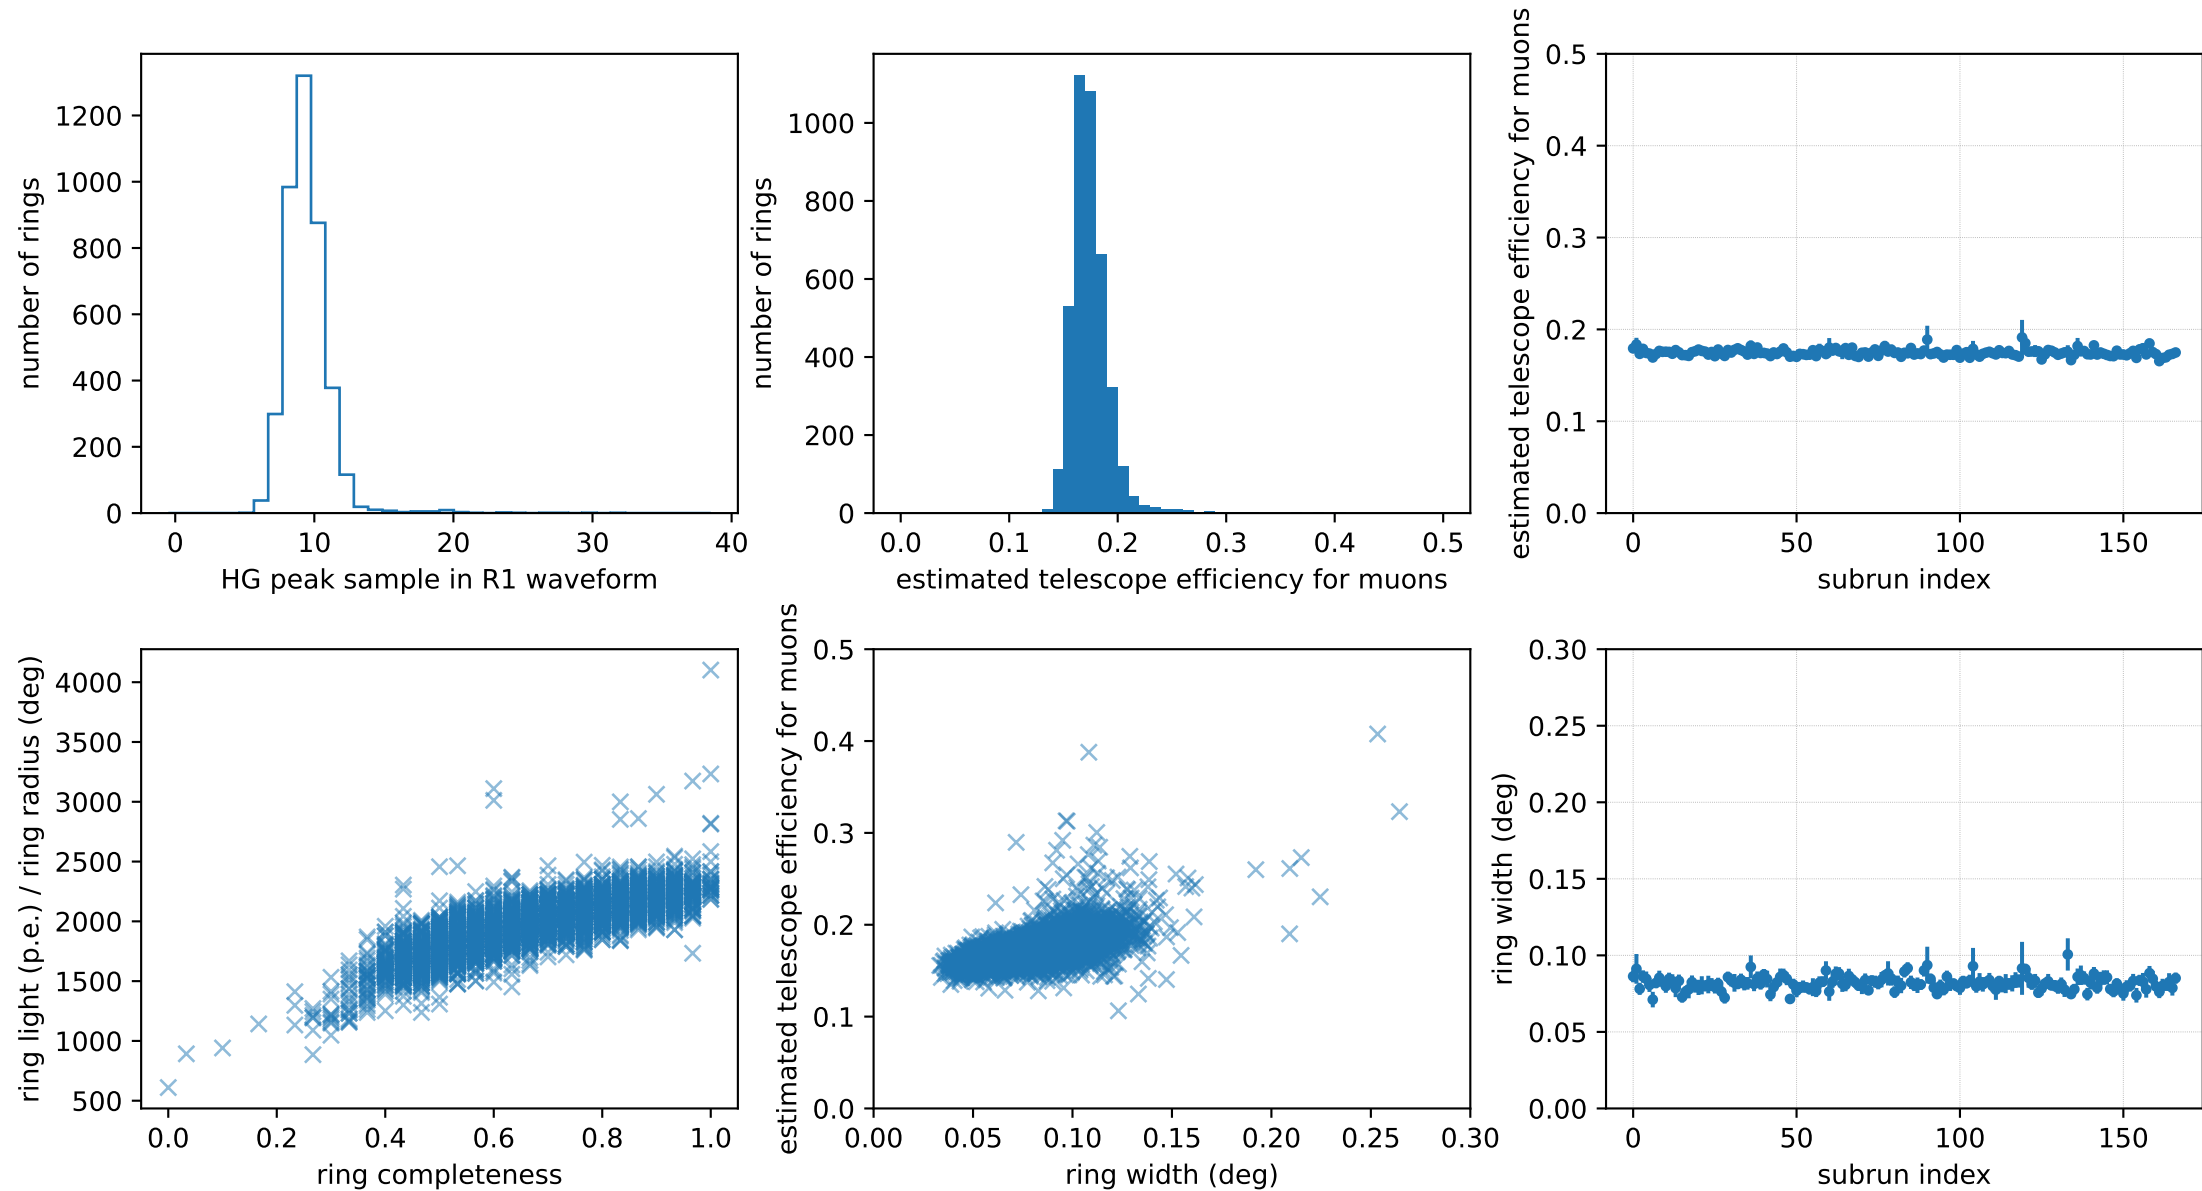 number of rings
1200
1000
800
600
400
200
0
0 10 20 30 40
HG peak sample in R1 waveform
number of rings
1000
800
600
400
200
0
0.0 0.1 0.2 0.3 0.4 0.5
estimated telescope efficiency for muons
estimated telescope efficiency for muons
0.5
0.4
0.3
0.2
0.1
0.0
0 50 100 150
subrun index
ring light (p.e.) / ring radius (deg)
4000
3500
3000
2500
2000
1500
1000
500
0.0 0.2 0.4 0.6 0.8 1.0
ring completeness
estimated telescope efficiency for muons
0.5
0.4
0.3
0.2
0.1
0.0
0.00 0.05 0.10 0.15 0.20 0.25 0.30
ring width (deg)
ring width (deg)
0.30
0.25
0.20
0.15
0.10
0.05
0.00
0 50 100 150
subrun index